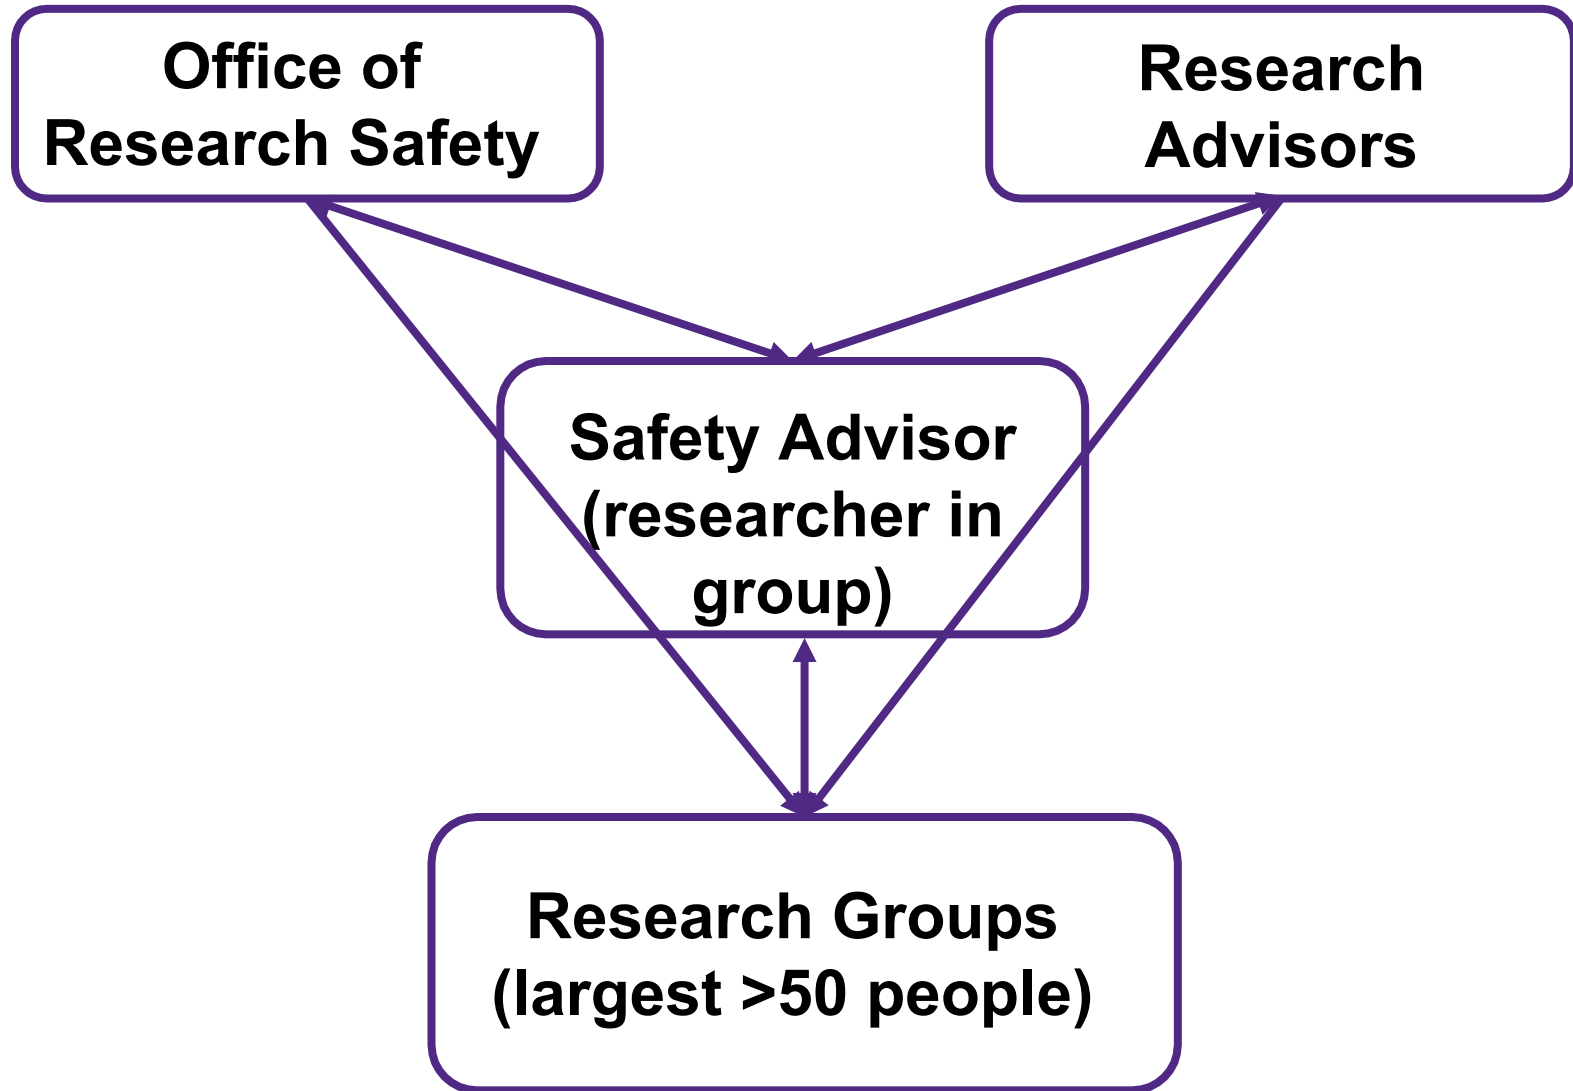 Office of
Research Safety
Research
Advisors
Safety Advisor
(researcher in
group)
Research Groups
(largest >50 people)